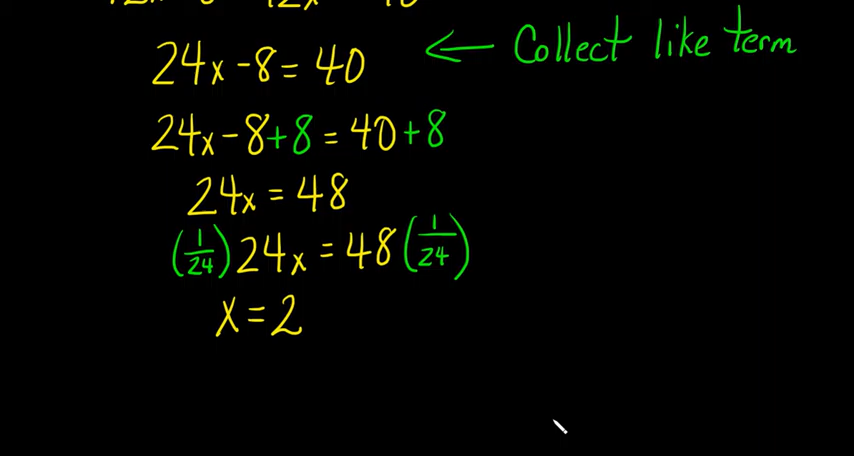 24x - 8 = 40
← Collect like term
24x - 8 + 8 = 40 + 8
24x = 48
(1/24) 24x = 48 (1/24)
x = 2